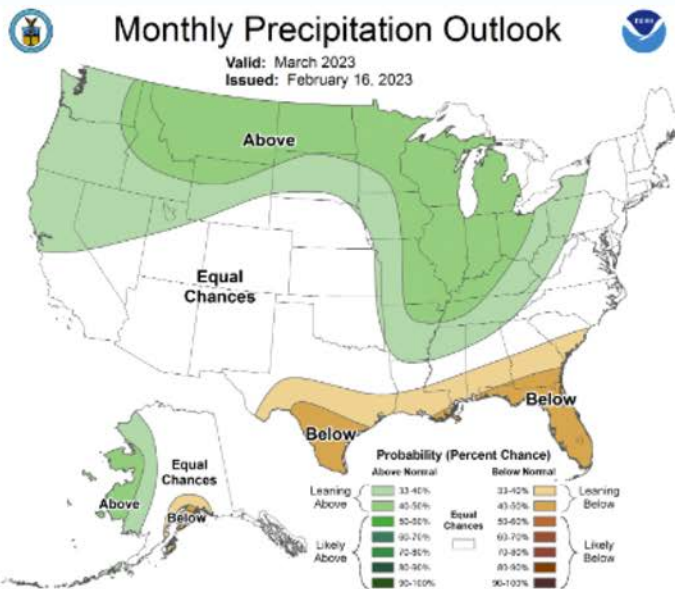 Monthly Precipitation Outlook
Valid: March 2023
Issued: February 16, 2023
Above
Equal
Chances
Below
Below
Equal
Chances
Above
Below
Probability (Percent Chance)
Above Normal
Below Normal
Leaning
Above
33-40%
40-50%
Likely
Above
50-60%
60-70%
70-80%
80-90%
90-100%
Equal
Chances
33-40%
40-50%
Leaning
Below
50-60%
60-70%
70-80%
80-90%
90-100%
Likely
Below